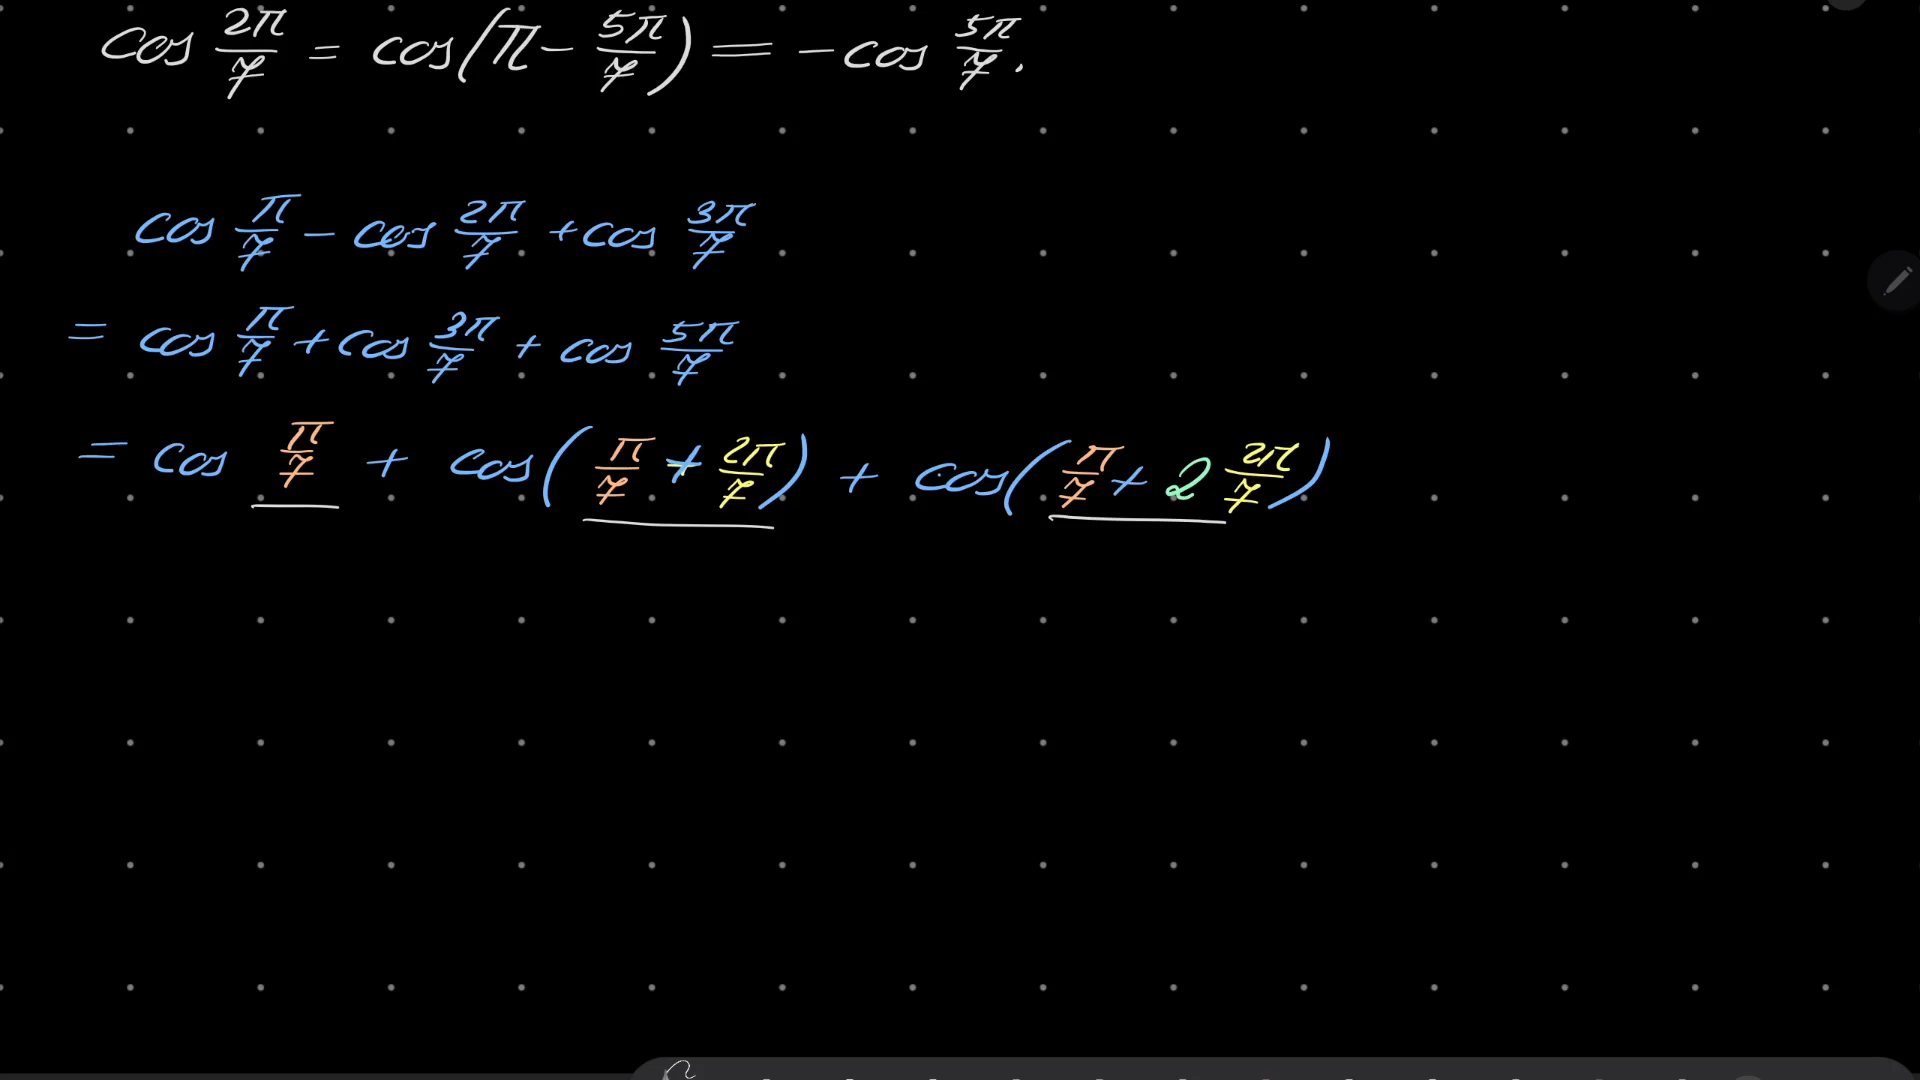 cos 2π/7 = cos(π − 5π/7) = − cos 5π/7.
cos π/7 − cos 2π/7 + cos 3π/7
= cos π/7 + cos 3π/7 + cos 5π/7
= cos π/7 + cos(π/7 + 2π/7) + cos(π/7 + 2 2π/7)